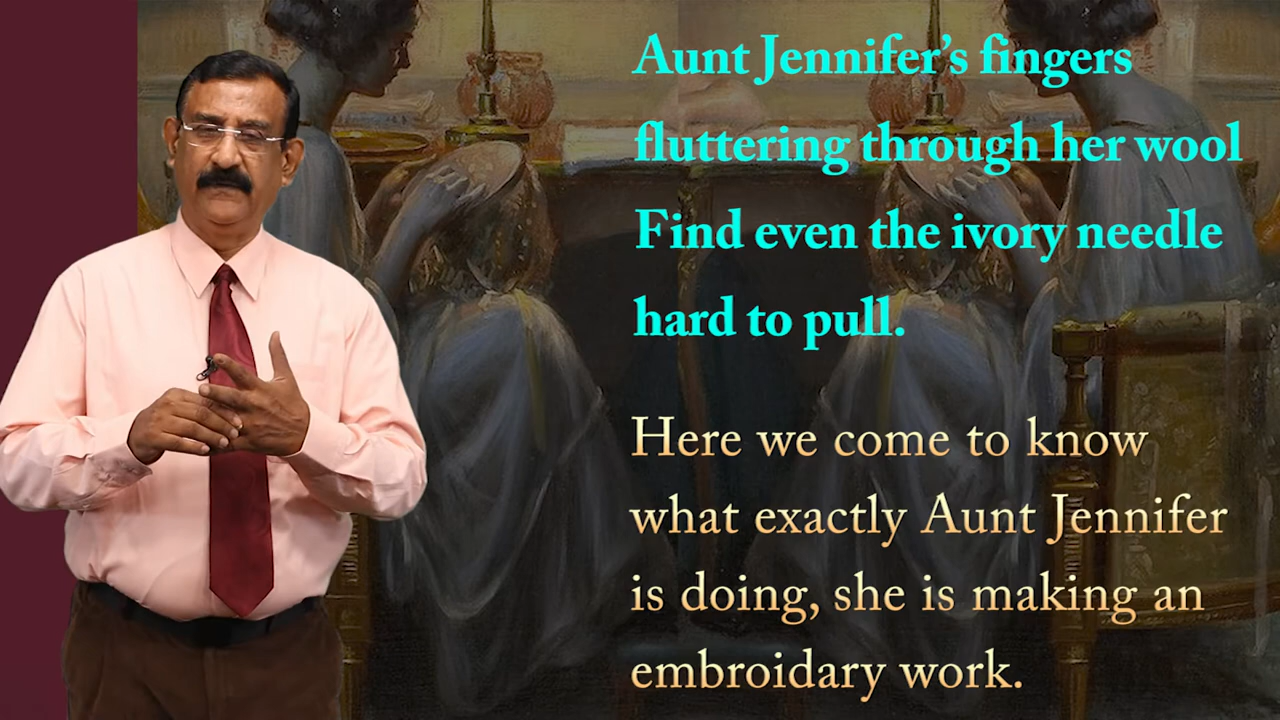 Aunt Jennifer’s fingers
fluttering through her wool
Find even the ivory needle
hard to pull.
Here we come to know
what exactly Aunt Jennifer
is doing, she is making an
embroidary work.